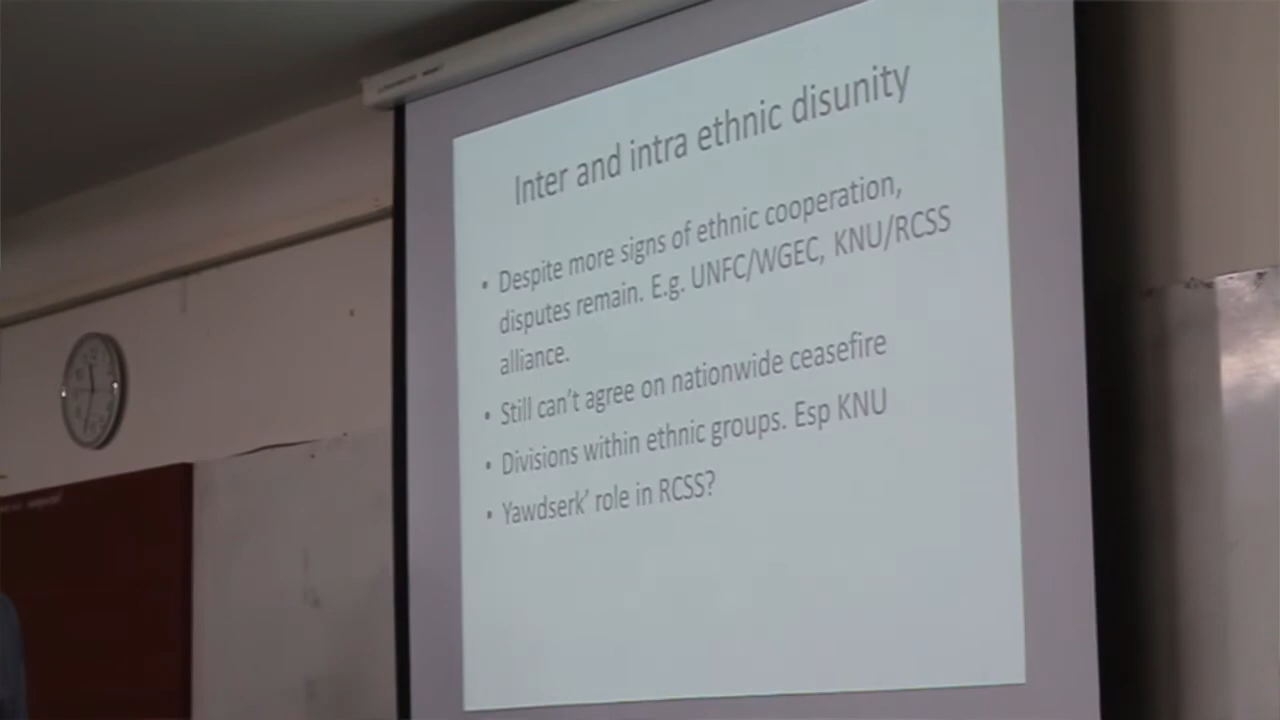 Inter and intra ethnic disunity
• Despite more signs of ethnic cooperation,
disputes remain. E.g. UNFC/WGEC, KNU/RCSS
alliance.
• Still can't agree on nationwide ceasefire
• Divisions within ethnic groups. Esp KNU
• Yawdserk' role in RCSS?